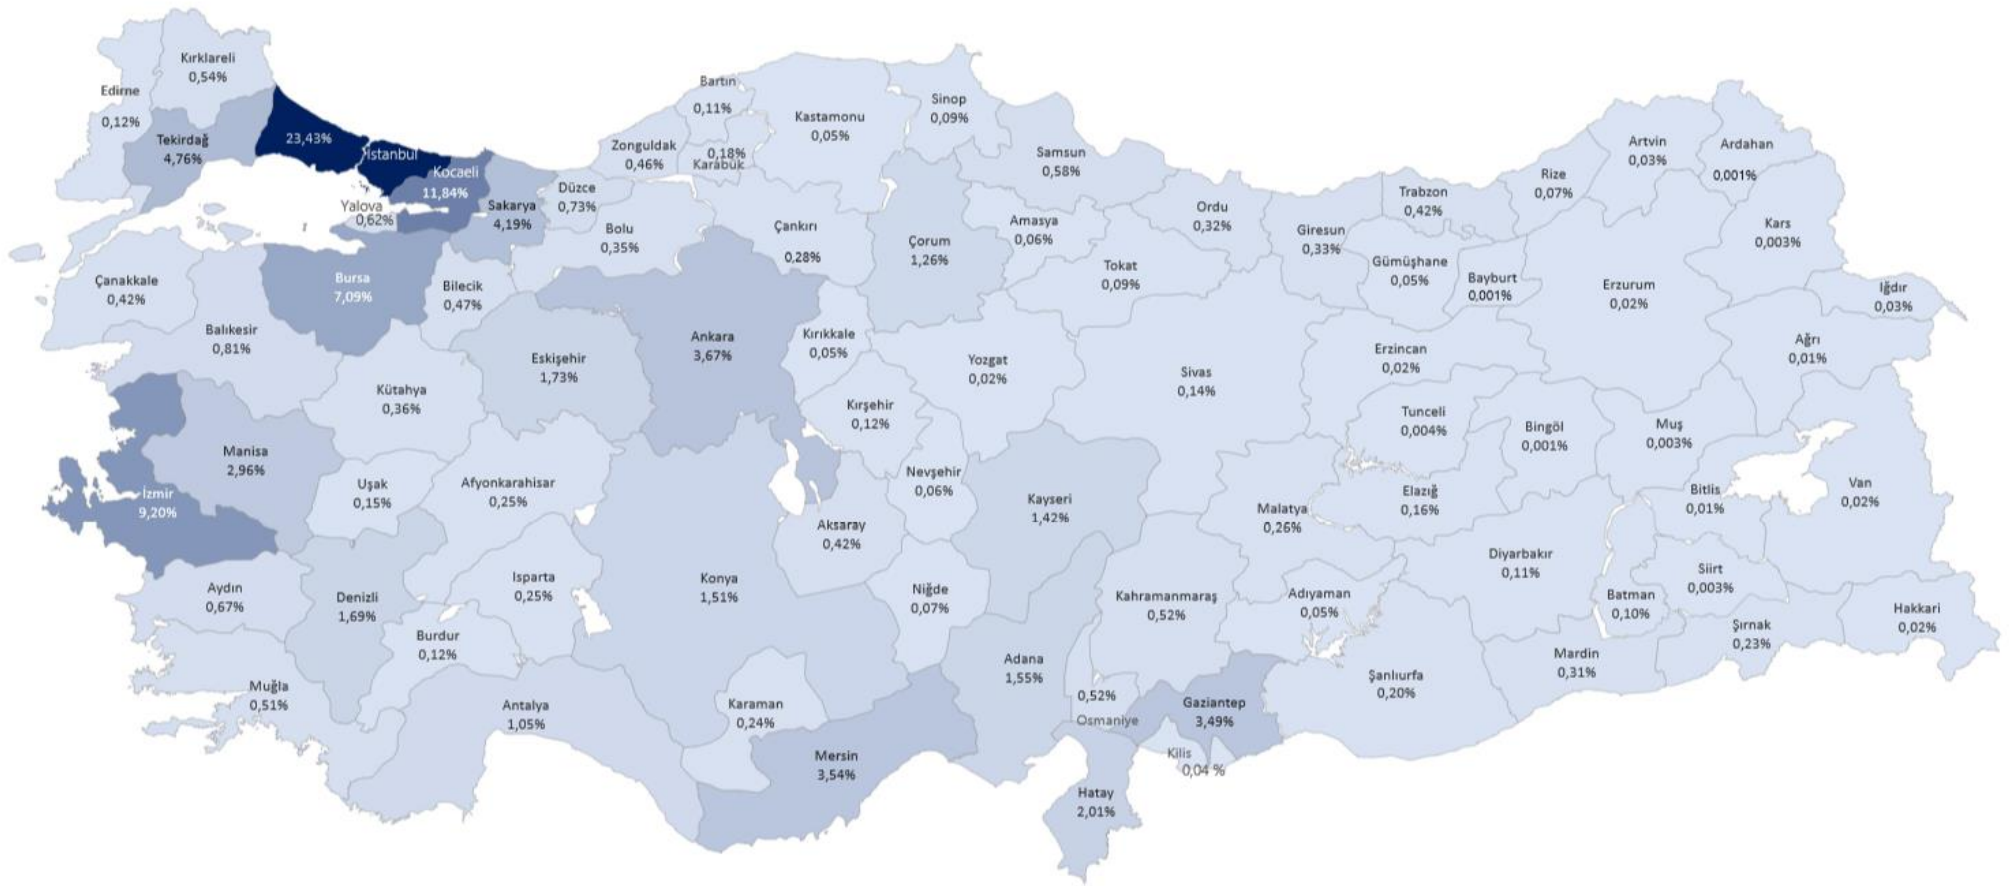 Kırklareli
0,54%
Edirne
0,12%
Tekirdağ
4,76%
23,43%
İstanbul
Kocaeli
11,84%
Yalova
0,62%
Sakarya
4,19%
Düzce
0,73%
Zonguldak
0,46%
Bartın
0,11%
0,18%
Karabük
Kastamonu
0,05%
Sinop
0,09%
Samsun
0,58%
Bolu
0,35%
Çankırı
0,28%
Çorum
1,26%
Amasya
0,06%
Tokat
0,09%
Ordu
0,32%
Giresun
0,33%
Trabzon
0,42%
Gümüşhane
0,05%
Bayburt
0,001%
Rize
0,07%
Artvin
0,03%
Ardahan
0,001%
Kars
0,003%
Iğdır
0,03%
Erzurum
0,02%
Ağrı
0,01%
Çanakkale
0,42%
Balıkesir
0,81%
Bursa
7,09%
Bilecik
0,47%
Eskişehir
1,73%
Ankara
3,67%
Kırıkkale
0,05%
Yozgat
0,02%
Sivas
0,14%
Erzincan
0,02%
Kütahya
0,36%
Kırşehir
0,12%
Tunceli
0,004%
Bingöl
0,001%
Muş
0,003%
Manisa
2,96%
İzmir
9,20%
Uşak
0,15%
Afyonkarahisar
0,25%
Nevşehir
0,06%
Kayseri
1,42%
Malatya
0,26%
Elazığ
0,16%
Bitlis
0,01%
Van
0,02%
Aksaray
0,42%
Aydın
0,67%
Denizli
1,69%
Isparta
0,25%
Konya
1,51%
Niğde
0,07%
Kahramanmaraş
0,52%
Adıyaman
0,05%
Diyarbakır
0,11%
Batman
0,10%
Siirt
0,003%
Şırnak
0,23%
Hakkari
0,02%
Burdur
0,12%
Muğla
0,51%
Antalya
1,05%
Karaman
0,24%
Mersin
3,54%
Adana
1,55%
0,52%
Osmaniye
Gaziantep
3,49%
Kilis
0,04 %
Hatay
2,01%
Şanlıurfa
0,20%
Mardin
0,31%